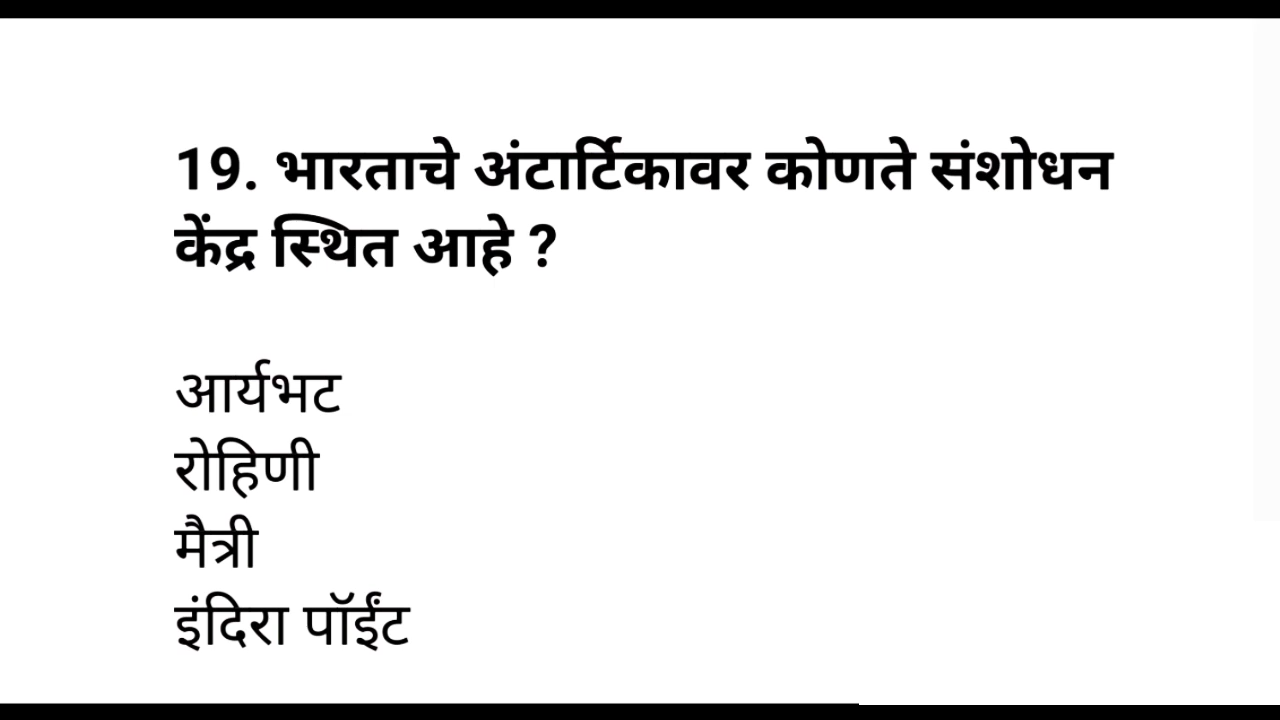 19. भारताचे अंटार्टिकावर कोणते संशोधन
केंद्र स्थित आहे ?
आर्यभट
रोहिणी
मैत्री
इंदिरा पॉईंट